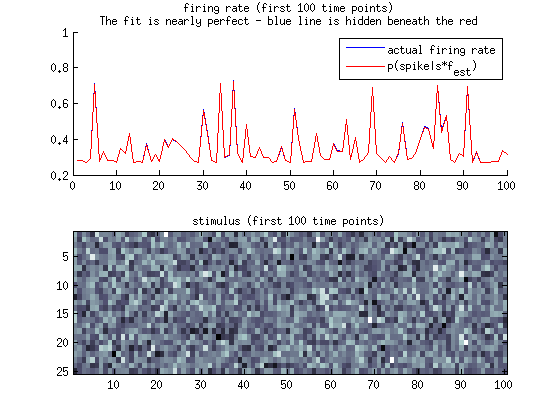 firing rate (first 100 time points)
The fit is nearly perfect - blue line is hidden beneath the red
1
0.8
0.6
0.4
0.2
actual firing rate
p(spikels*f_est)
0 10 20 30 40 50 60 70 80 90 100
stimulus (first 100 time points)
5
10
15
20
25
10 20 30 40 50 60 70 80 90 100